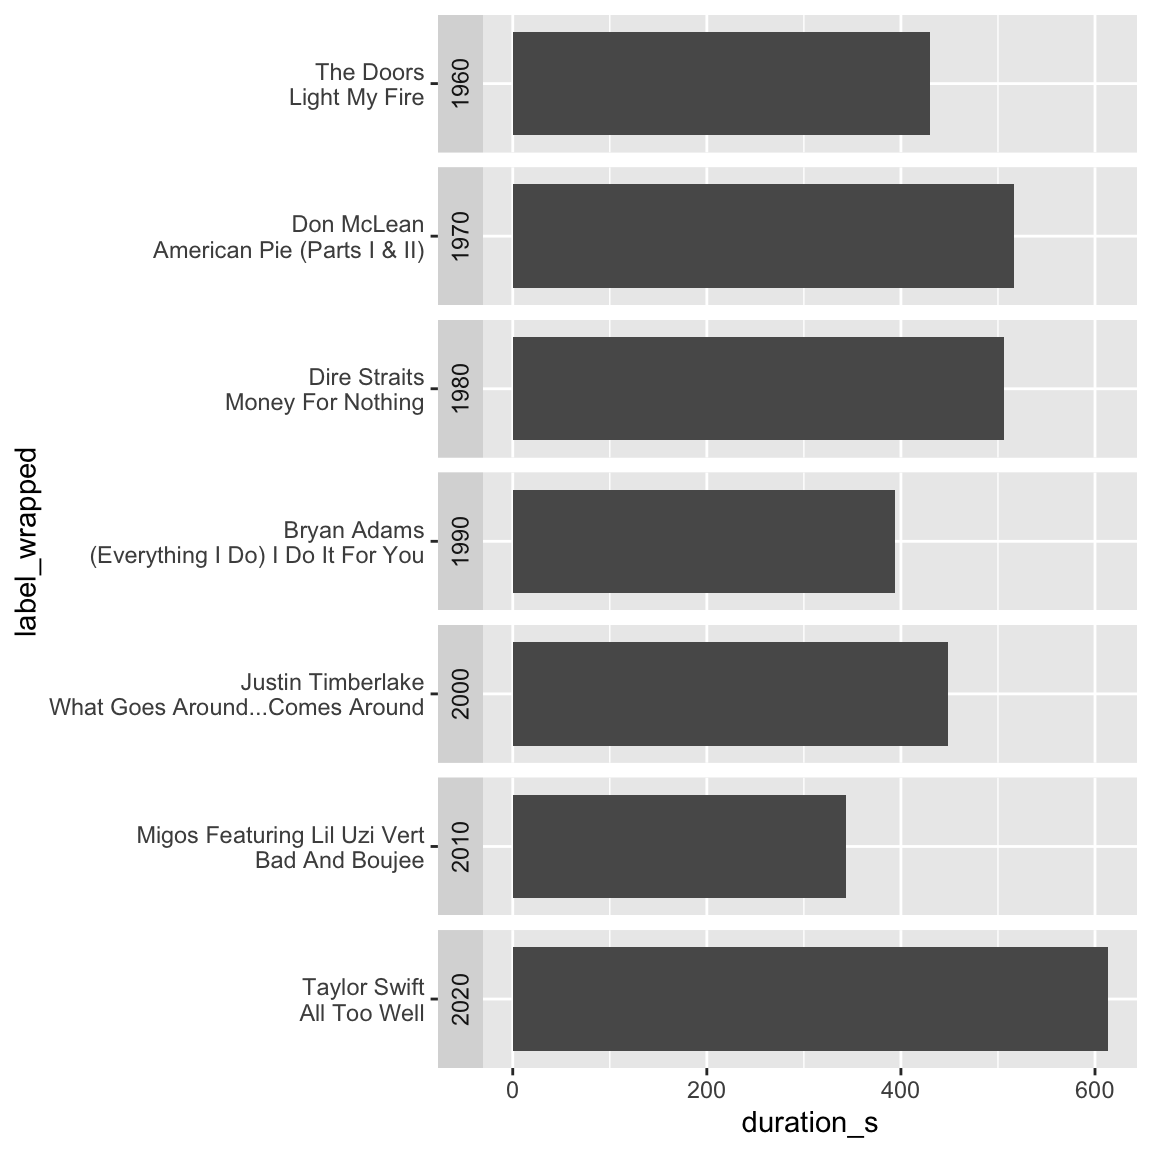 The Doors
Light My Fire
1960
Don McLean
American Pie (Parts I & II)
1970
Dire Straits
Money For Nothing
1980
Bryan Adams
(Everything I Do) I Do It For You
1990
Justin Timberlake
What Goes Around...Comes Around
2000
Migos Featuring Lil Uzi Vert
Bad And Boujee
2010
Taylor Swift
All Too Well
2020
label_wrapped
0 200 400 600
duration_s